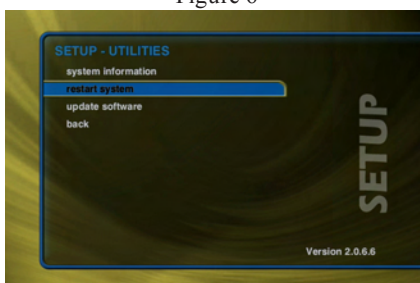 Figure 6
SETUP - UTILITIES
system information
restart system
update software
back
SETUP
Version 2.0.6.6